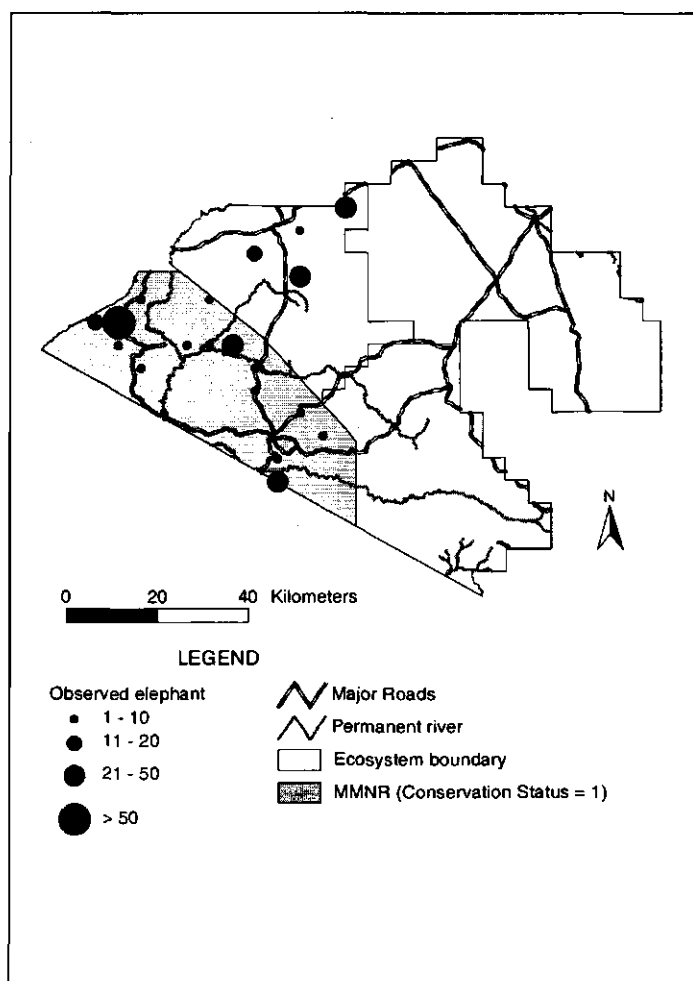 N
0 20 40 Kilometers
LEGEND
Observed elephant
1 - 10
11 - 20
21 - 50
> 50
Major Roads
Permanent river
Ecosystem boundary
MMNR (Conservation Status = 1)